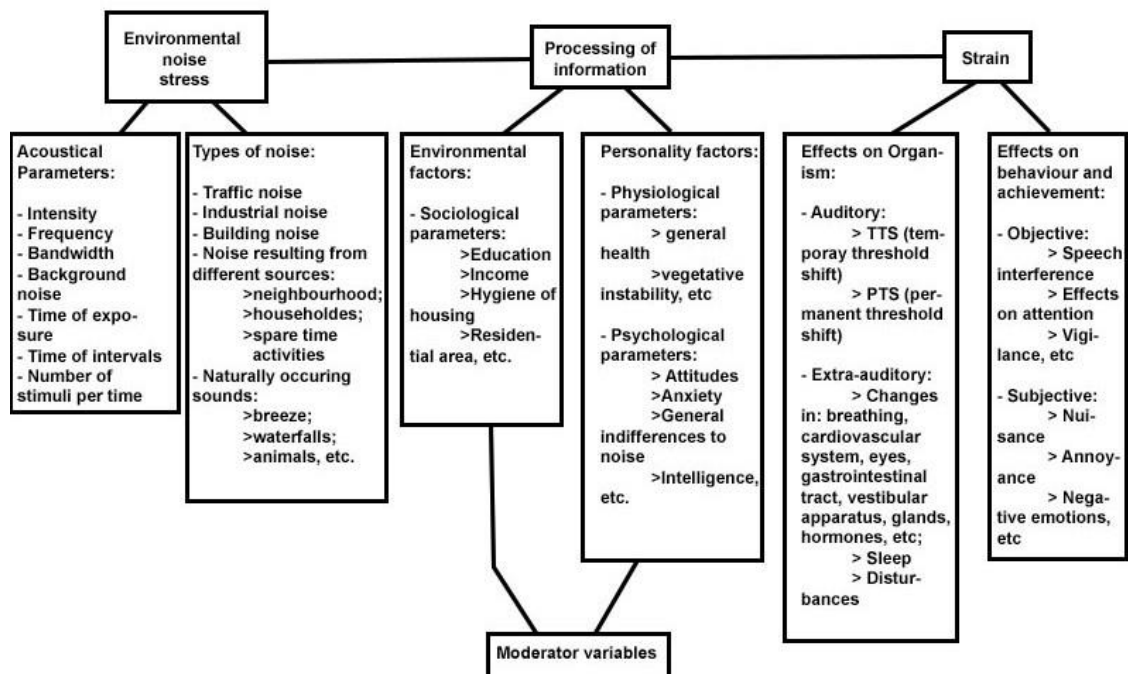 Environmental
noise
stress
Processing of
information
Strain
Acoustical
Parameters:
- Intensity
- Frequency
- Bandwidth
- Background
noise
- Time of expo-
sure
- Time of intervals
- Number of
stimuli per time
Types of noise:
- Traffic noise
- Industrial noise
- Building noise
- Noise resulting from
different sources:
>neighbourhood;
>householdes;
>spare time
activities
- Naturally occuring
sounds:
>breeze;
>waterfalls;
>animals, etc.
Environmental
factors:
- Sociological
parameters:
>Education
>Income
>Hygiene of
housing
>Residen-
tial area, etc.
Personality factors:
- Physiological
parameters:
> general
health
>vegetative
instability, etc
- Psychological
parameters:
> Attitudes
>Anxiety
>General
indifferences to
noise
>Intelligence,
etc.
Effects on Organ-
ism:
- Auditory:
> TTS (tem-
poray threshold
shift)
> PTS (per-
manent threshold
shift)
- Extra-auditory:
> Changes
in: breathing,
cardiovascular
system, eyes,
gastrointestinal
tract, vestibular
apparatus, glands,
hormones, etc;
> Sleep
> Distur-
bances
Effects on
behaviour and
achievement:
- Objective:
> Speech
interference
> Effects
on attention
> Vigi-
lance, etc
- Subjective:
> Nui-
sance
> Annoy-
ance
> Nega-
tive emotions,
etc
Moderator variables